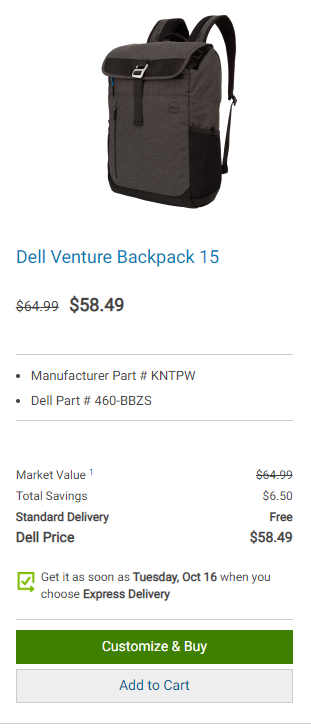 Dell Venture Backpack 15
$64.99 $58.49
Manufacturer Part # KNTPW
Dell Part # 460-BBZS
Market Value 1 $64.99
Total Savings $6.50
Standard Delivery Free
Dell Price $58.49
Get it as soon as Tuesday, Oct 16 when you
choose Express Delivery
Customize & Buy
Add to Cart